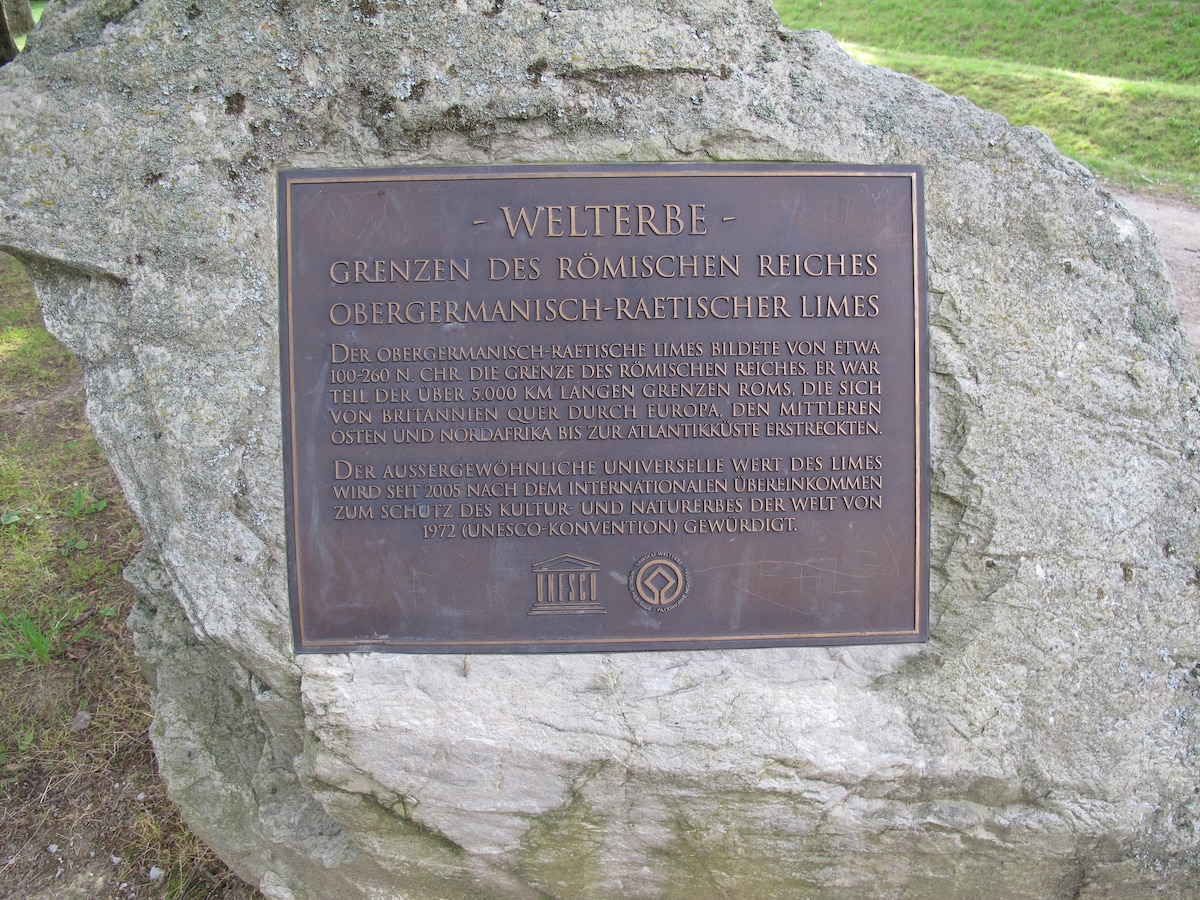 - WELTERBE -
GRENZEN DES RÖMISCHEN REICHES
OBERGERMANISCH-RAETISCHER LIMES
DER OBERGERMANISCH-RAETISCHE LIMES BILDETE VON ETWA
100-260 N. CHR. DIE GRENZE DES RÖMISCHEN REICHES. ER WAR
TEIL DER ÜBER 5.000 KM LANGEN GRENZEN ROMS, DIE SICH
VON BRITANNIEN QUER DURCH EUROPA, DEN MITTLEREN
OSTEN UND NORDAFRIKA BIS ZUR ATLANTIKKÜSTE ERSTRECKTEN.
DER AUSSERGEWÖHNLICHE UNIVERSELLE WERT DES LIMES
WIRD SEIT 2005 NACH DEM INTERNATIONALEN ÜBEREINKOMMEN
ZUM SCHUTZ DES KULTUR- UND NATURERBES DER WELT VON
1972 (UNESCO-KONVENTION) GEWÜRDIGT.
UNESCO